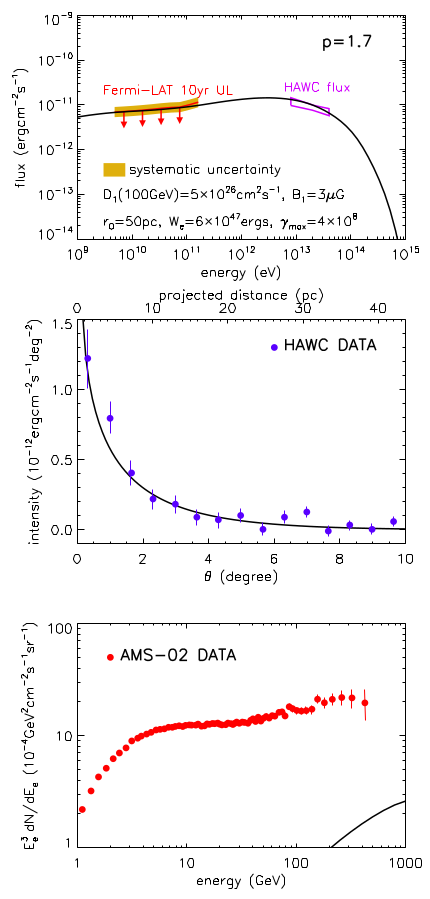 10⁻⁹
10⁻¹⁰
10⁻¹¹
10⁻¹²
10⁻¹³
10⁻¹⁴
flux (ergcm⁻²s⁻¹)
p=1.7
Fermi-LAT 10yr UL
HAWC flux
systematic uncertainty
D₁(100GeV)=5×10²⁶cm²s⁻¹, B₁=3μG
r₀=50pc, Wₑ=6×10⁴⁷ergs, γₘₐₓ=4×10⁸
10⁹ 10¹⁰ 10¹¹ 10¹² 10¹³ 10¹⁴ 10¹⁵
energy (eV)
projected distance (pc)
0 10 20 30 40
1.5
1.0
0.5
0.0
intensity (10⁻¹²ergcm⁻²s⁻¹deg⁻²)
HAWC DATA
0 2 4 6 8 10
θ (degree)
100
10
1
Eₑ³ dN/dEₑ (10⁻⁴GeV²cm⁻²s⁻¹sr⁻¹)
AMS-02 DATA
1 10 100 1000
energy (GeV)